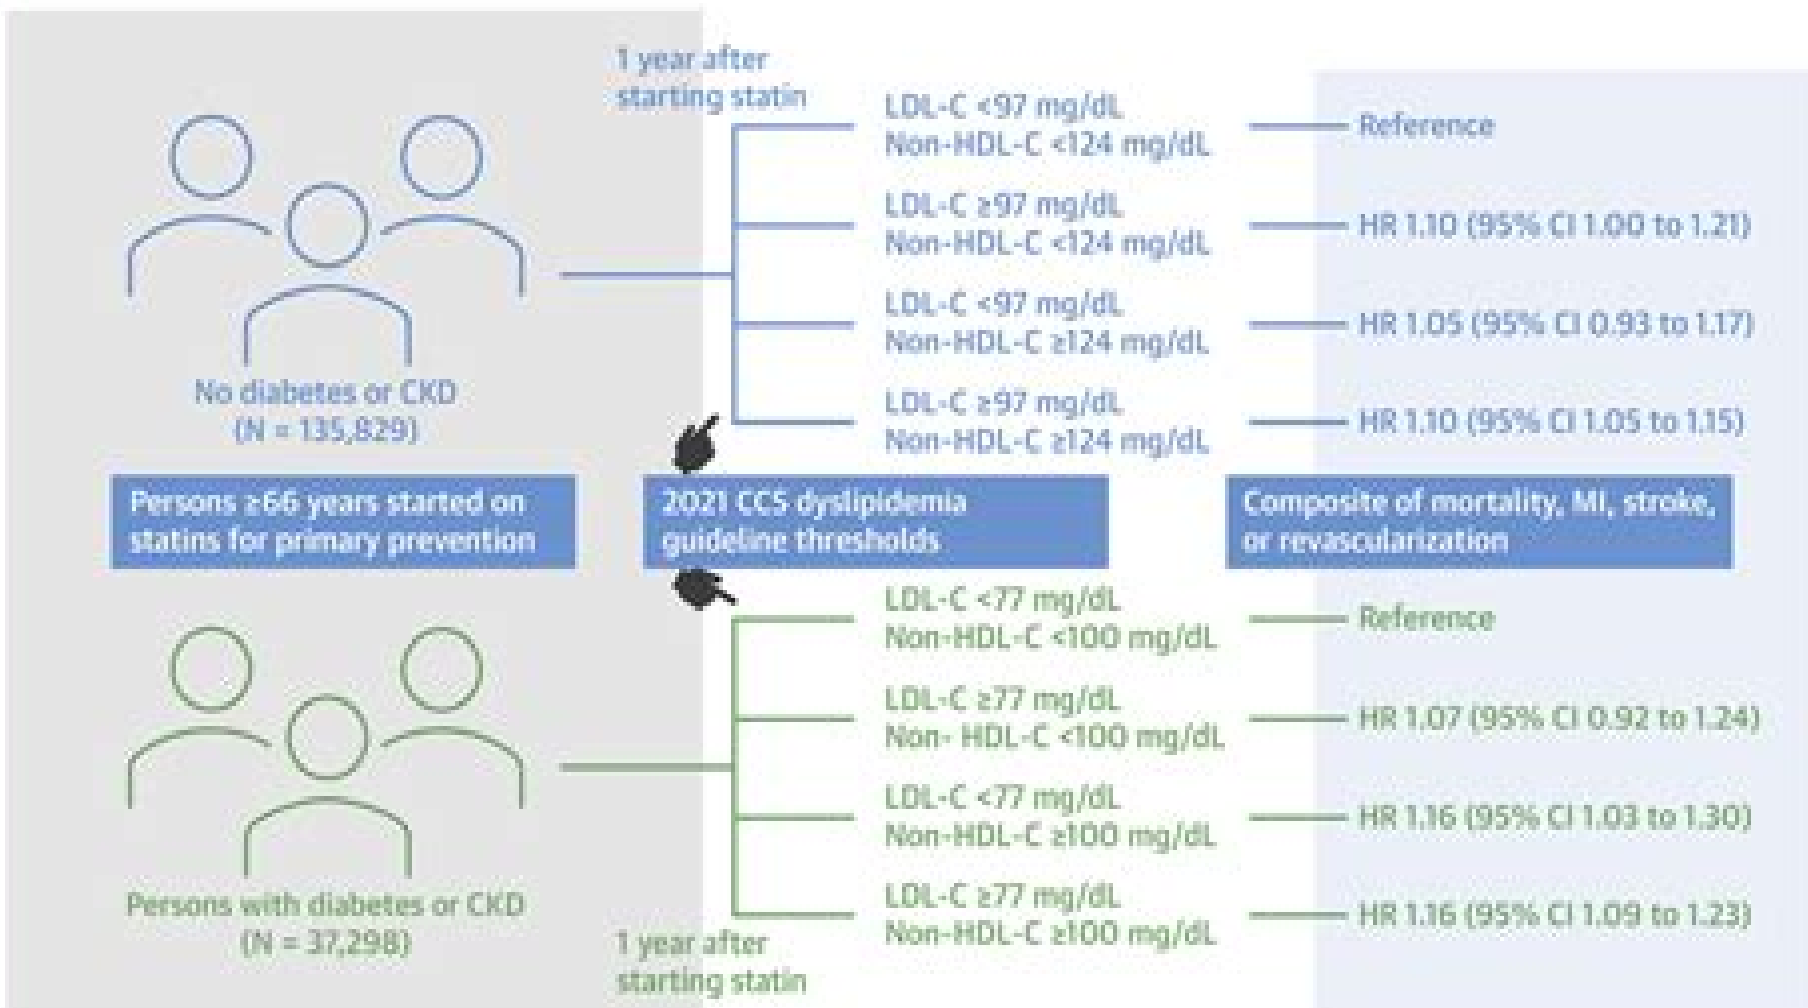 1 year after
starting statin
LDL-C <97 mg/dL
Non-HDL-C <124 mg/dL
Reference
LDL-C ≥97 mg/dL
Non-HDL-C <124 mg/dL
HR 1.10 (95% CI 1.00 to 1.21)
LDL-C <97 mg/dL
Non-HDL-C ≥124 mg/dL
HR 1.05 (95% CI 0.93 to 1.17)
LDL-C ≥97 mg/dL
Non-HDL-C ≥124 mg/dL
HR 1.10 (95% CI 1.05 to 1.15)
No diabetes or CKD
(N = 135,829)
Persons ≥66 years started on
statins for primary prevention
2021 CCS dyslipidemia
guideline thresholds
Composite of mortality, MI, stroke,
or revascularization
LDL-C <77 mg/dL
Non-HDL-C <100 mg/dL
Reference
LDL-C ≥77 mg/dL
Non- HDL-C <100 mg/dL
HR 1.07 (95% CI 0.92 to 1.24)
LDL-C <77 mg/dL
Non-HDL-C ≥100 mg/dL
HR 1.16 (95% CI 1.03 to 1.30)
LDL-C ≥77 mg/dL
Non-HDL-C ≥100 mg/dL
HR 1.16 (95% CI 1.09 to 1.23)
Persons with diabetes or CKD
(N = 37,298)
1 year after
starting statin